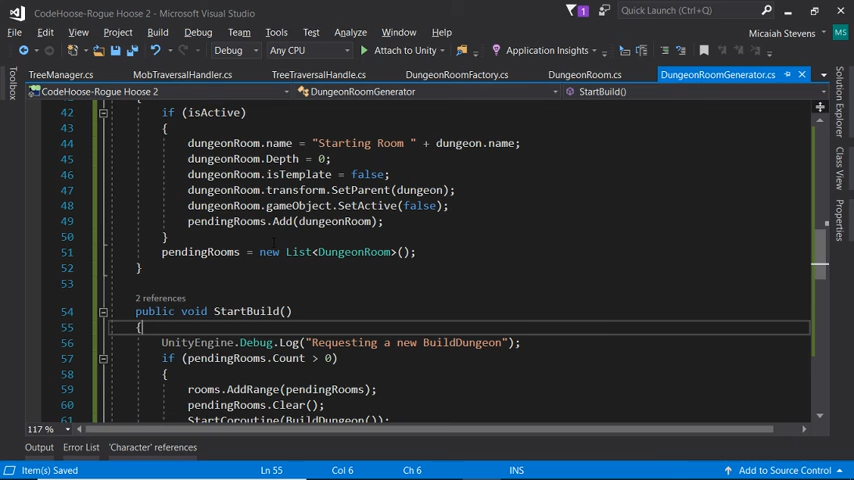 CodeHoose-Rogue Hoose 2 - Microsoft Visual Studio
1
Quick Launch (Ctrl+Q)
File Edit View Project Build Debug Team Tools Test Analyze Window Help
Micaiah Stevens MS
Debug Any CPU Attach to Unity Application Insights
TreeManager.cs MobTraversalHandler.cs TreeTraversalHandle.cs DungeonRoomFactory.cs DungeonRoom.cs DungeonRoomGenerator.cs
CodeHoose-Rogue Hoose 2 DungeonRoomGenerator StartBuild()
Toolbox
Solution Explorer
Class View
Properties
42 if (isActive)
43 {
44 dungeonRoom.name = "Starting Room " + dungeon.name;
45 dungeonRoom.Depth = 0;
46 dungeonRoom.isTemplate = false;
47 dungeonRoom.transform.SetParent(dungeon);
48 dungeonRoom.gameObject.SetActive(false);
49 pendingRooms.Add(dungeonRoom);
50 }
51 pendingRooms = new List<DungeonRoom>();
52 }
53
2 references
54 public void StartBuild()
55 {
56 UnityEngine.Debug.Log("Requesting a new BuildDungeon");
57 if (pendingRooms.Count > 0)
58 {
59 rooms.AddRange(pendingRooms);
60 pendingRooms.Clear();
61 StartCoroutine(BuildDungeon());
117 %
Output Error List 'Character' references
Item(s) Saved Ln 55 Col 6 Ch 6 INS Add to Source Control